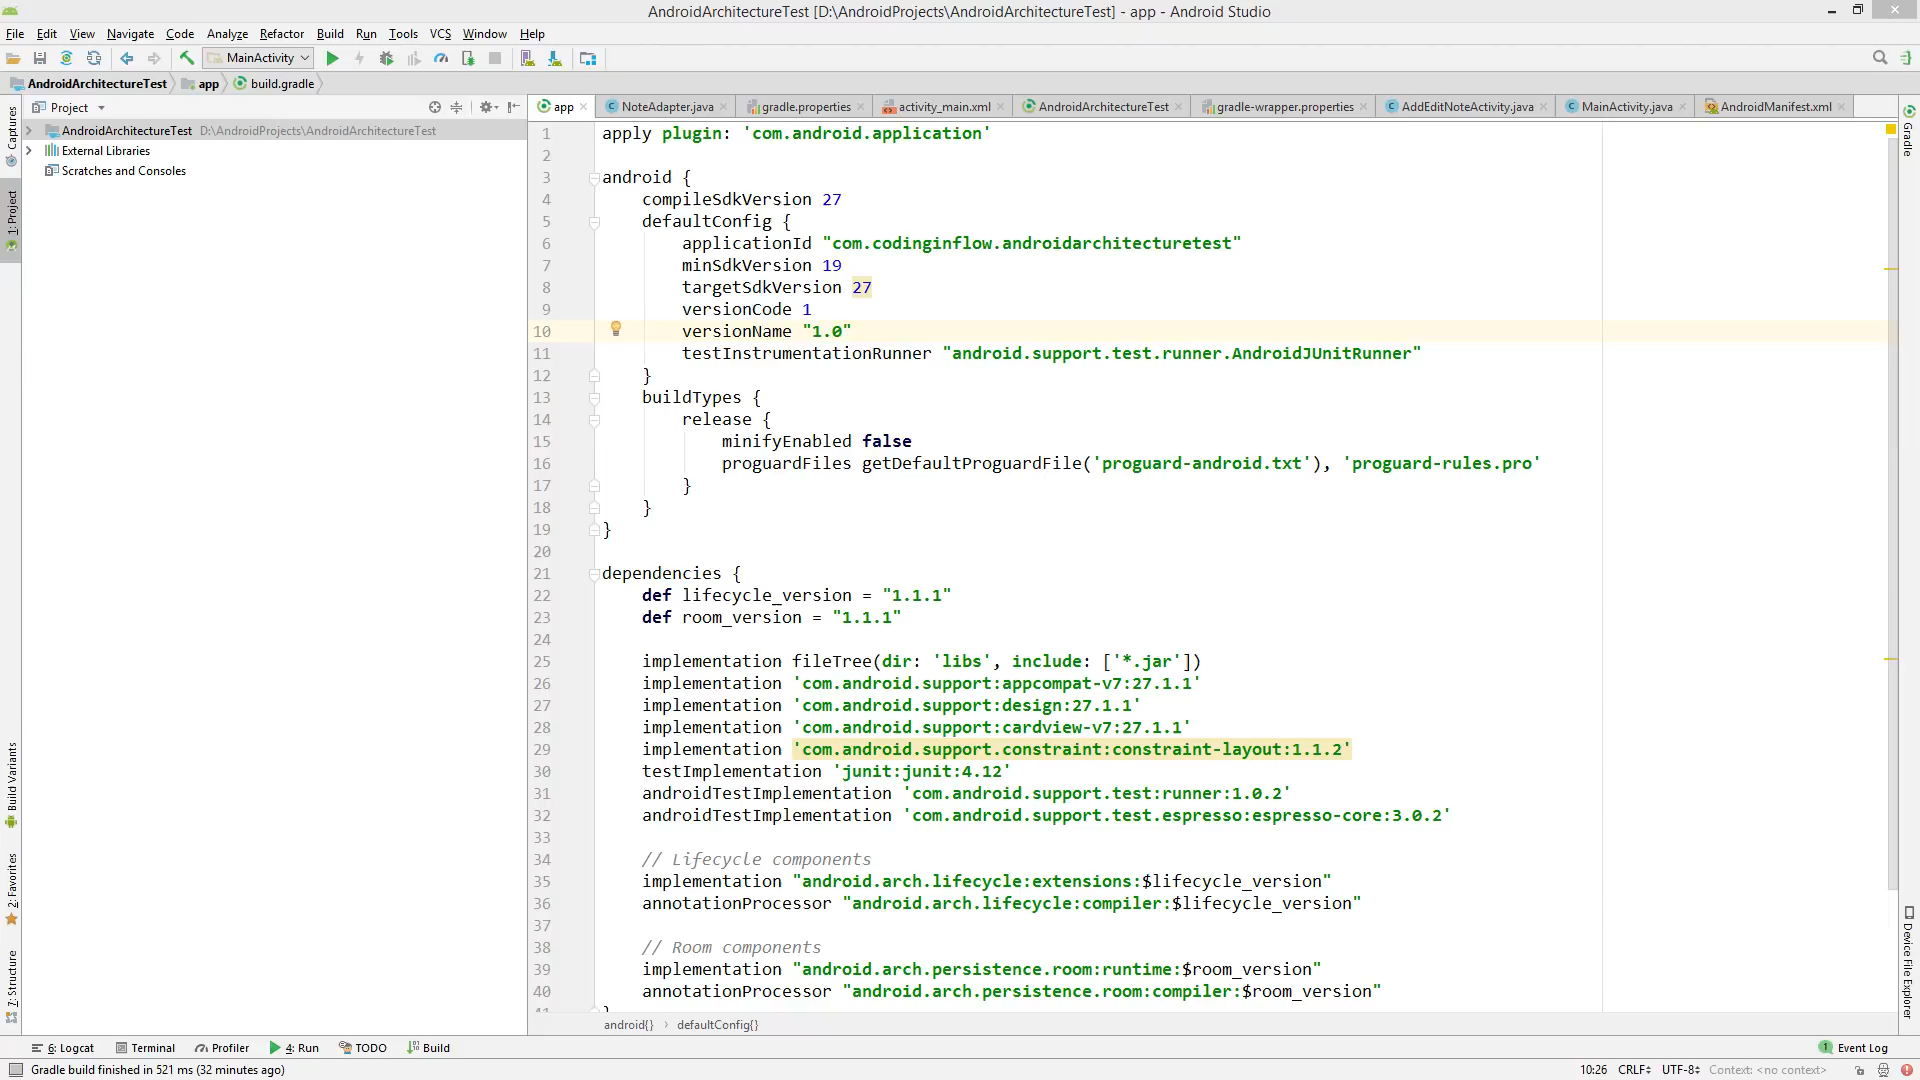 AndroidArchitectureTest [D:\AndroidProjects\AndroidArchitectureTest] - app - Android Studio
File Edit View Navigate Code Analyze Refactor Build Run Tools VCS Window Help
MainActivity
AndroidArchitectureTest app build.gradle
Project
app NoteAdapter.java gradle.properties activity_main.xml AndroidArchitectureTest gradle-wrapper.properties AddEditNoteActivity.java MainActivity.java AndroidManifest.xml
AndroidArchitectureTest D:\AndroidProjects\AndroidArchitectureTest
External Libraries
Scratches and Consoles
Captures
1: Project
Build Variants
2: Favorites
7: Structure
1 apply plugin: 'com.android.application'
2
3 android {
4 compileSdkVersion 27
5 defaultConfig {
6 applicationId "com.codinginflow.androidarchitecturetest"
7 minSdkVersion 19
8 targetSdkVersion 27
9 versionCode 1
10 versionName "1.0"
11 testInstrumentationRunner "android.support.test.runner.AndroidJUnitRunner"
12 }
13 buildTypes {
14 release {
15 minifyEnabled false
16 proguardFiles getDefaultProguardFile('proguard-android.txt'), 'proguard-rules.pro'
17 }
18 }
19 }
20
21 dependencies {
22 def lifecycle_version = "1.1.1"
23 def room_version = "1.1.1"
24
25 implementation fileTree(dir: 'libs', include: ['*.jar'])
26 implementation 'com.android.support:appcompat-v7:27.1.1'
27 implementation 'com.android.support:design:27.1.1'
28 implementation 'com.android.support:cardview-v7:27.1.1'
29 implementation 'com.android.support.constraint:constraint-layout:1.1.2'
30 testImplementation 'junit:junit:4.12'
31 androidTestImplementation 'com.android.support.test:runner:1.0.2'
32 androidTestImplementation 'com.android.support.test.espresso:espresso-core:3.0.2'
33
34 // Lifecycle components
35 implementation "android.arch.lifecycle:extensions:$lifecycle_version"
36 annotationProcessor "android.arch.lifecycle:compiler:$lifecycle_version"
37
38 // Room components
39 implementation "android.arch.persistence.room:runtime:$room_version"
40 annotationProcessor "android.arch.persistence.room:compiler:$room_version"
41 }
android{} › defaultConfig{}
Gradle
Device File Explorer
6: Logcat Terminal Profiler 4: Run TODO Build 1 Event Log
Gradle build finished in 521 ms (32 minutes ago) 10:26 CRLF UTF-8 Context: <no context>